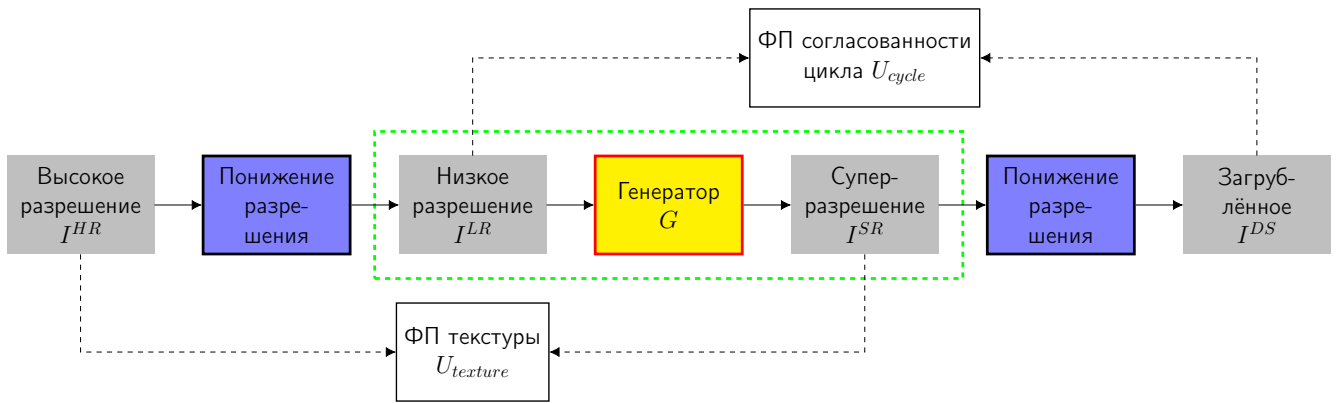 ФП согласованности
цикла U_cycle
Высокое
разрешение
I^HR
Понижение
разре-
шения
Низкое
разрешение
I^LR
Генератор
G
Супер-
разрешение
I^SR
Понижение
разре-
шения
Загруб-
лённое
I^DS
ФП текстуры
U_texture